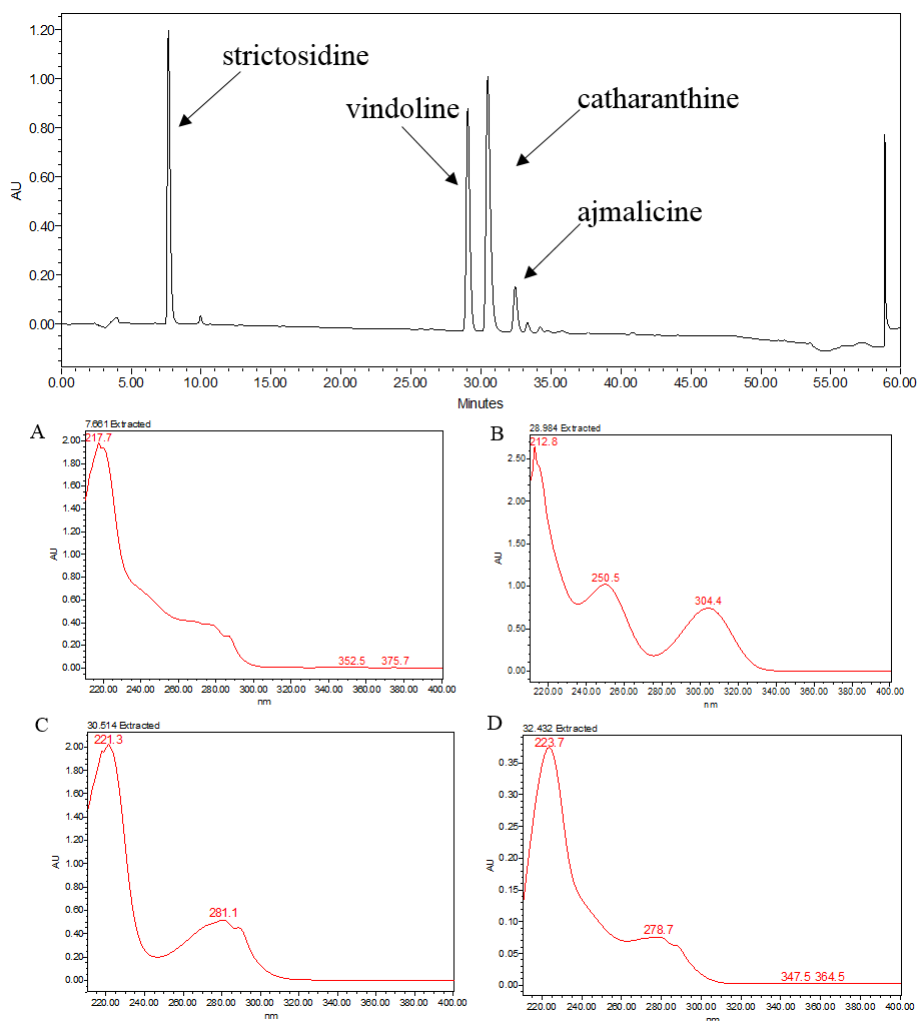 strictosidine
vindoline
catharanthine
ajmalicine
AU
1.20
1.00
0.80
0.60
0.40
0.20
0.00
0.00 5.00 10.00 15.00 20.00 25.00 30.00 35.00 40.00 45.00 50.00 55.00 60.00
Minutes
A
7.661 Extracted
217.7
352.5 375.7
AU
2.00
1.80
1.60
1.40
1.20
1.00
0.80
0.60
0.40
0.20
0.00
220.00 240.00 260.00 280.00 300.00 320.00 340.00 360.00 380.00 400.00
nm
B
28.984 Extracted
212.8
250.5
304.4
AU
2.50
2.00
1.50
1.00
0.50
0.00
220.00 240.00 260.00 280.00 300.00 320.00 340.00 360.00 380.00 400.00
nm
C
30.514 Extracted
221.3
281.1
AU
2.00
1.80
1.60
1.40
1.20
1.00
0.80
0.60
0.40
0.20
0.00
220.00 240.00 260.00 280.00 300.00 320.00 340.00 360.00 380.00 400.00
nm
D
32.432 Extracted
223.7
278.7
347.5 364.5
AU
0.35
0.30
0.25
0.20
0.15
0.10
0.05
0.00
220.00 240.00 260.00 280.00 300.00 320.00 340.00 360.00 380.00 400.00
nm